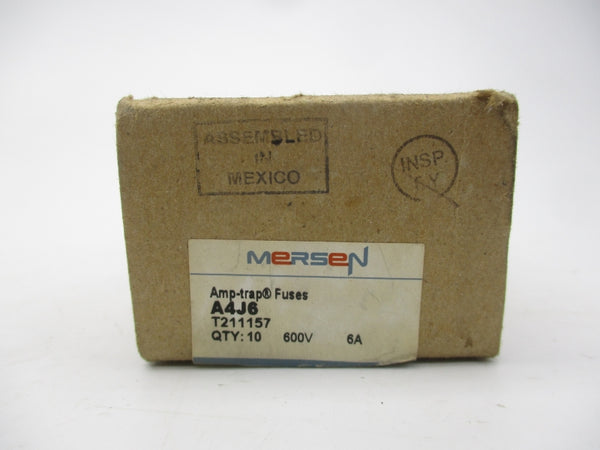 ASSEMBLED
IN
MEXICO
INSP.
MERSEN
Amp-trap® Fuses
A4J6
T211157
QTY: 10 600V 6A